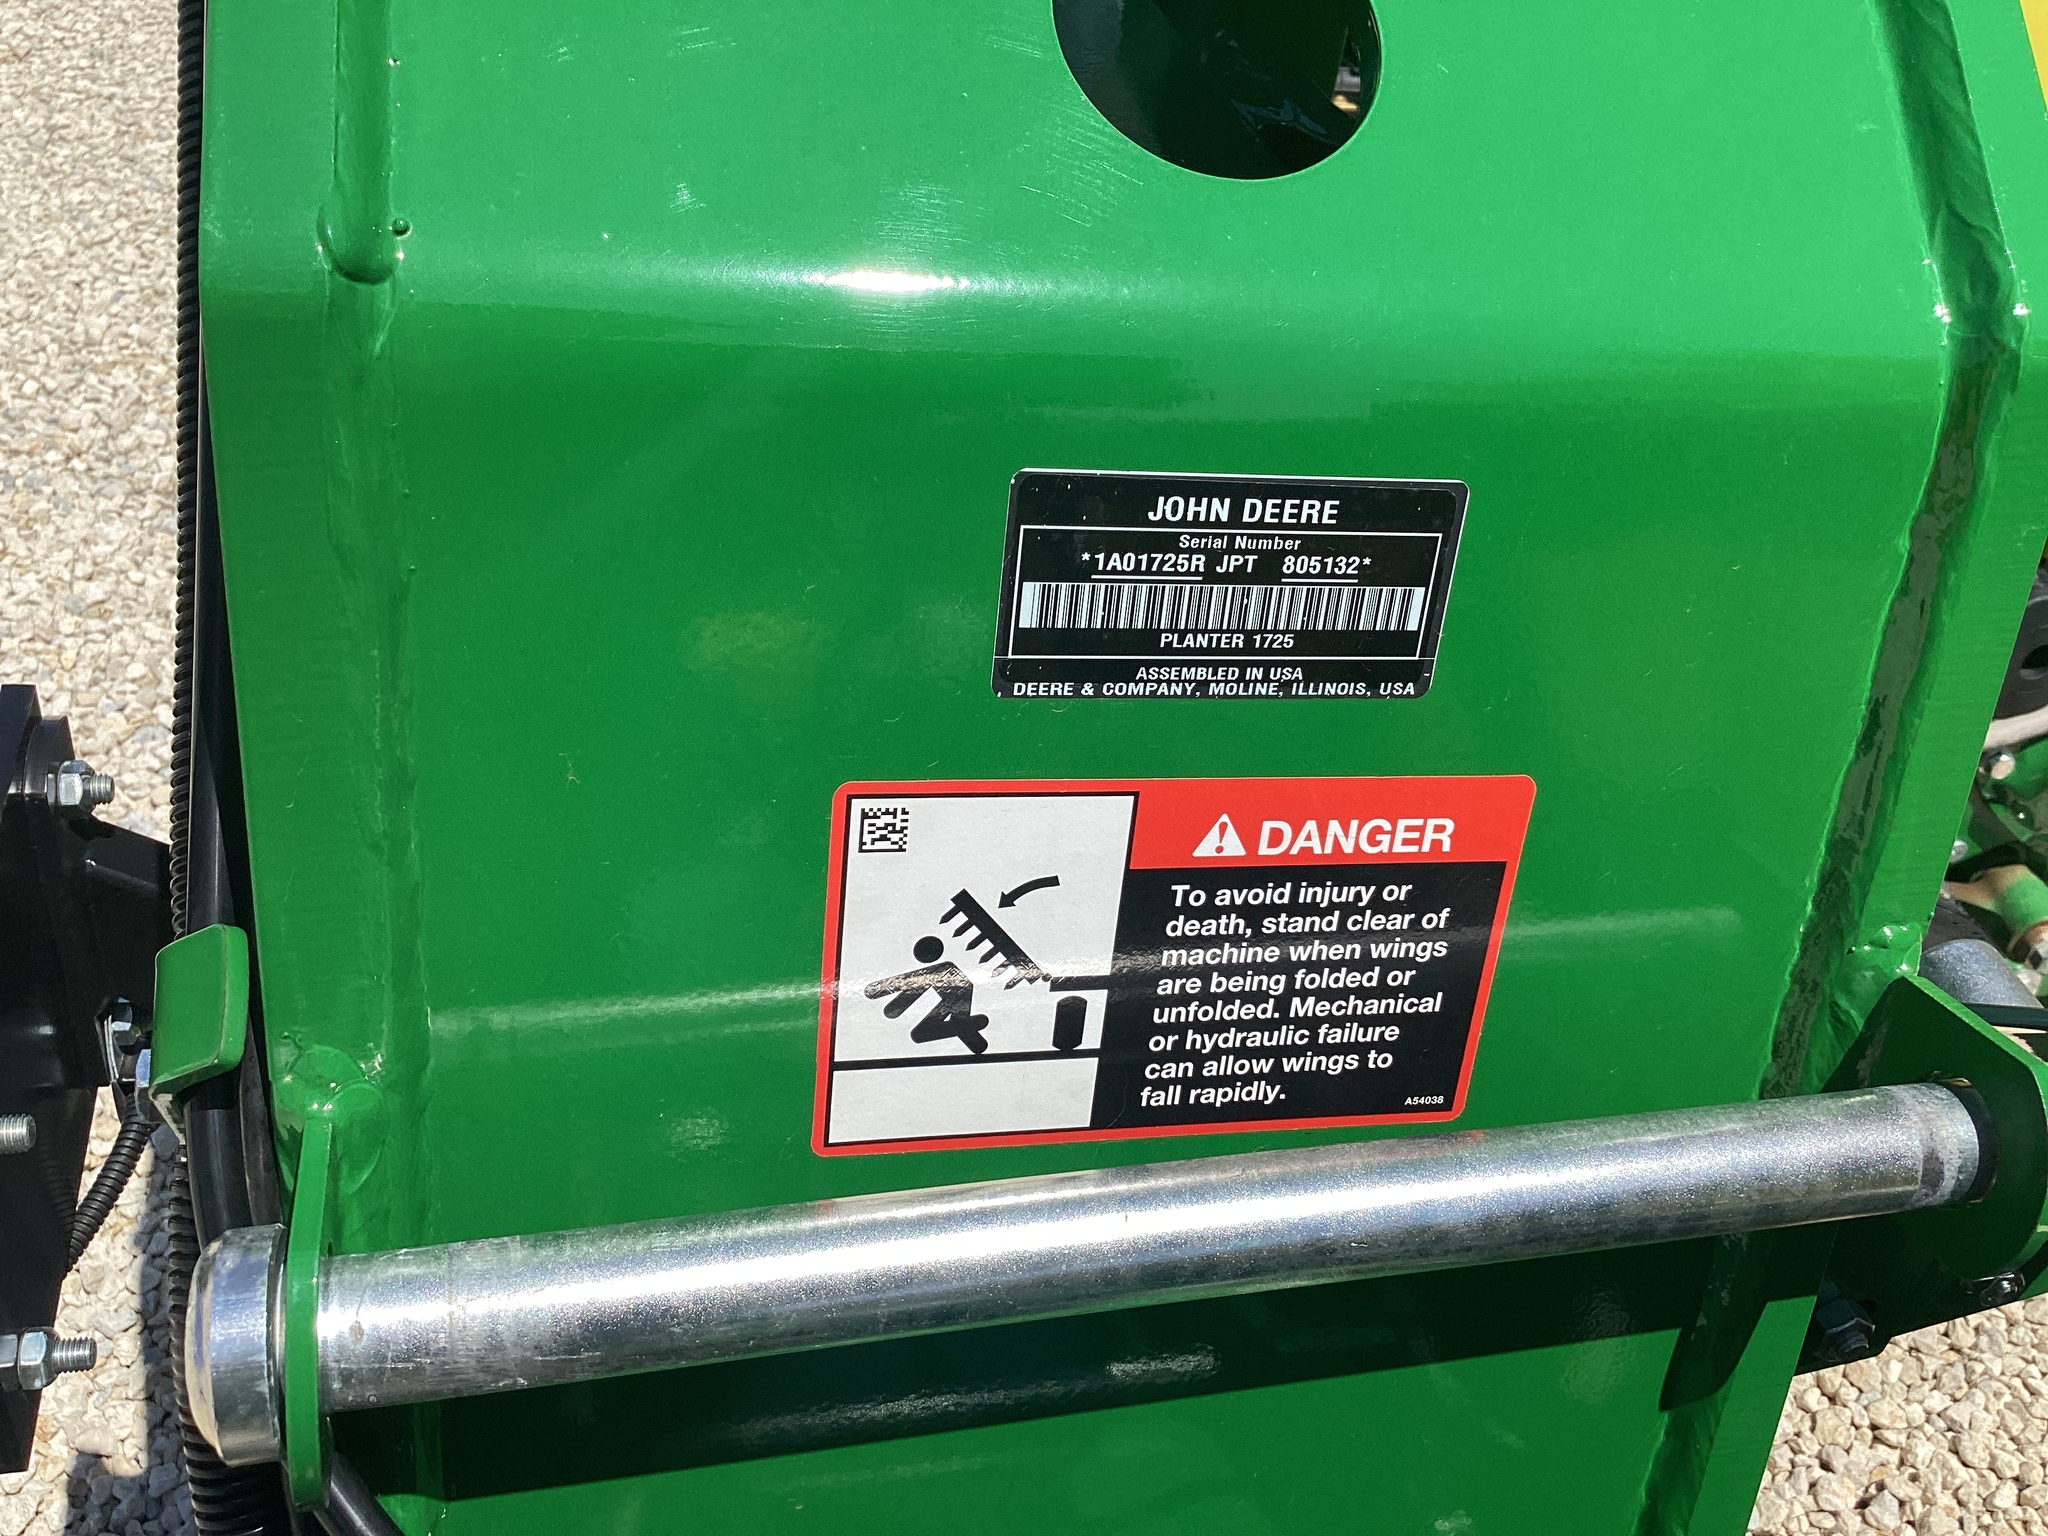 JOHN DEERE
Serial Number
*1A01725R JPT 805132*
PLANTER 1725
ASSEMBLED IN USA
DEERE & COMPANY, MOLINE, ILLINOIS, USA
DANGER
To avoid injury or
death, stand clear of
machine when wings
are being folded or
unfolded. Mechanical
or hydraulic failure
can allow wings to
fall rapidly.
A54038